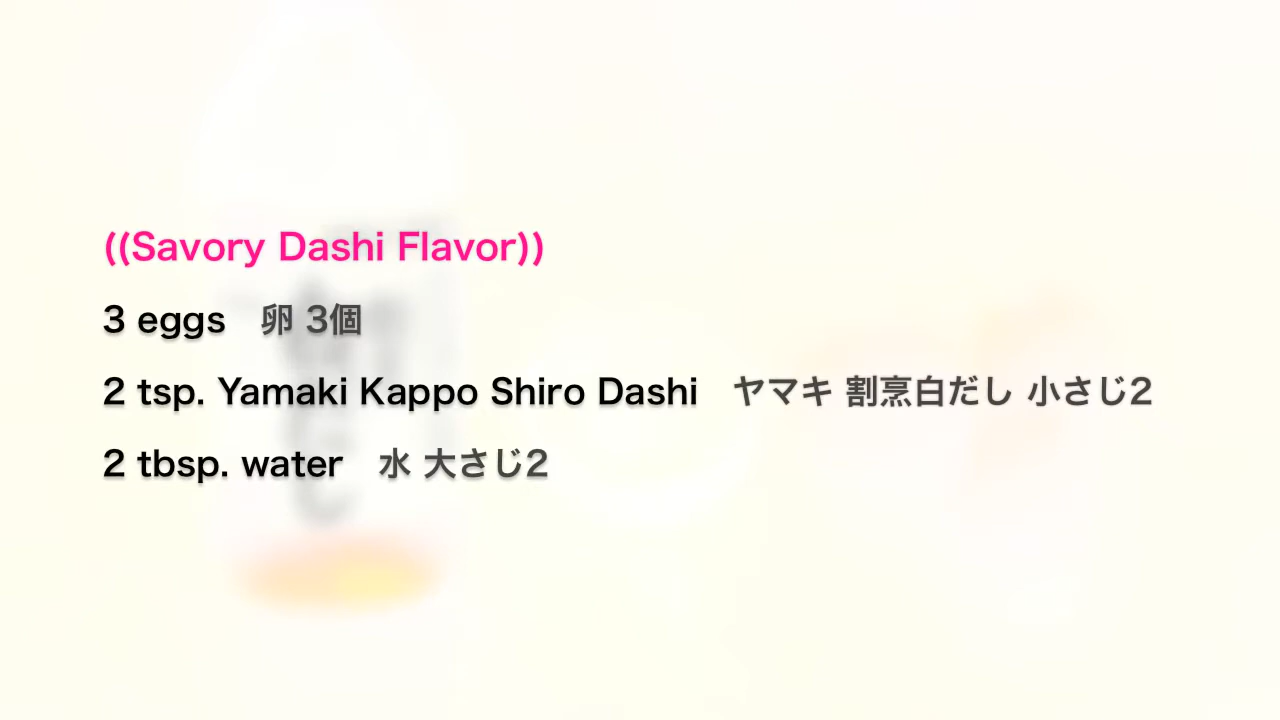 ((Savory Dashi Flavor))
3 eggs　卵 3個
2 tsp. Yamaki Kappo Shiro Dashi　ヤマキ 割烹白だし 小さじ2
2 tbsp. water　水 大さじ2